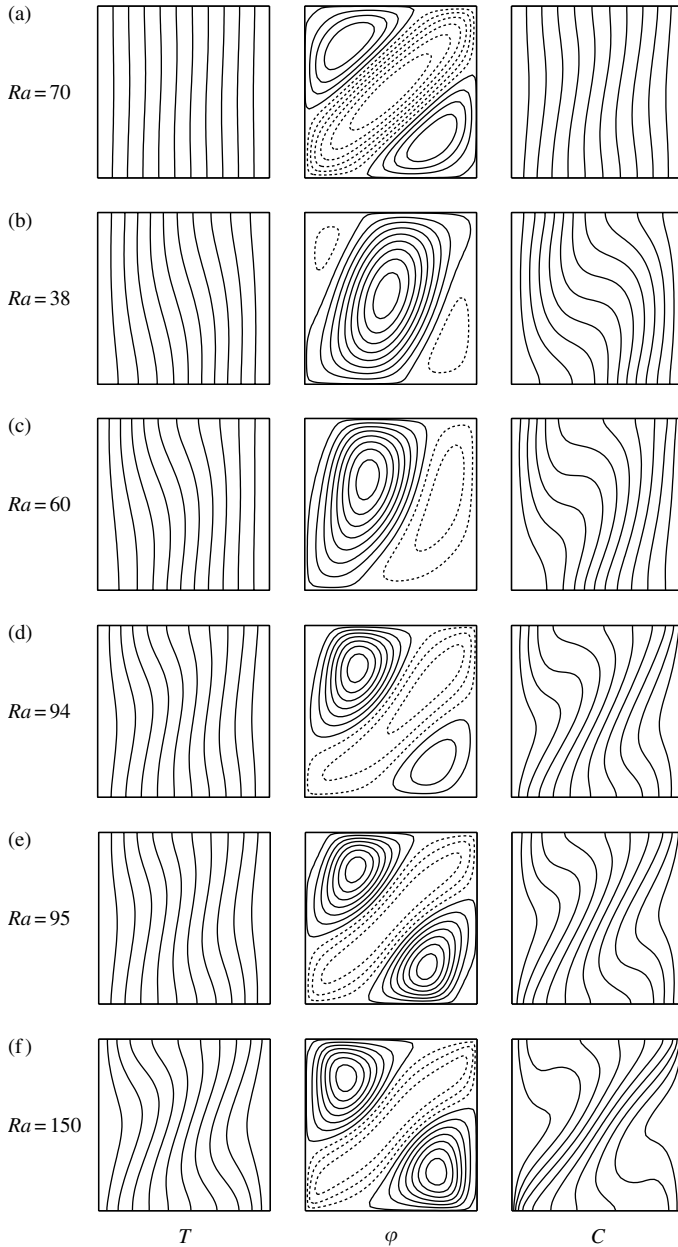 (a)
Ra = 70
(b)
Ra = 38
(c)
Ra = 60
(d)
Ra = 94
(e)
Ra = 95
(f)
Ra = 150
T φ C